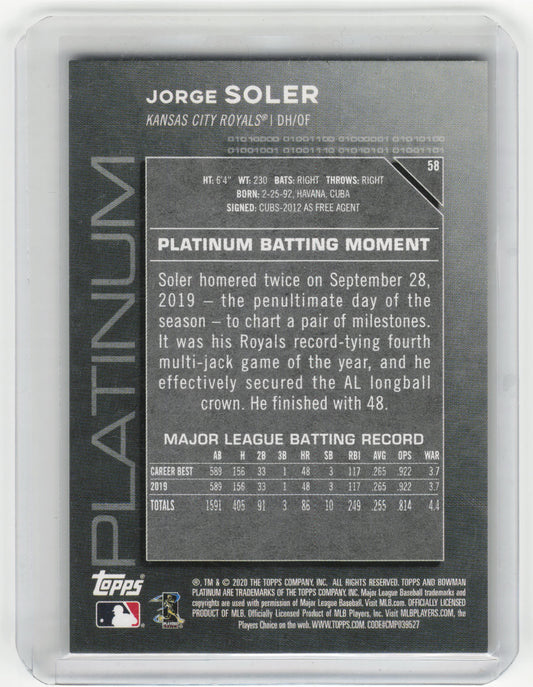 JORGE SOLER
KANSAS CITY ROYALS® | DH/OF
01010000 01001100 01000001 01010100
01001001 01001110 01010101 01001101
58
PLATINUM
HT: 6'4" WT: 230 BATS: RIGHT THROWS: RIGHT
BORN: 2-25-92, HAVANA, CUBA
SIGNED: CUBS-2012 AS FREE AGENT
PLATINUM BATTING MOMENT
Soler homered twice on September 28,
2019 – the penultimate day of the
season – to chart a pair of milestones.
It was his Royals record-tying fourth
multi-jack game of the year, and he
effectively secured the AL longball
crown. He finished with 48.
MAJOR LEAGUE BATTING RECORD
AB H 2B 3B HR SB RBI AVG OPS WAR
CAREER BEST 589 156 33 1 48 3 117 .265 .922 3.7
2019 589 156 33 1 48 3 117 .265 .922 3.7
TOTALS 1591 405 91 3 86 10 249 .255 .814 4.4
Topps
®, TM & © 2020 THE TOPPS COMPANY, INC. ALL RIGHTS RESERVED. TOPPS AND BOWMAN
PLATINUM ARE TRADEMARKS OF THE TOPPS COMPANY, INC. Major League Baseball trademarks and
copyrights are used with permission of Major League Baseball. Visit MLB.com. OFFICIALLY LICENSED
PRODUCT OF MLB. Officially Licensed Product of MLB Players, Inc. Visit MLBPLAYERS.com, the
Players Choice on the web. WWW.TOPPS.COM. CODE#CMP039527